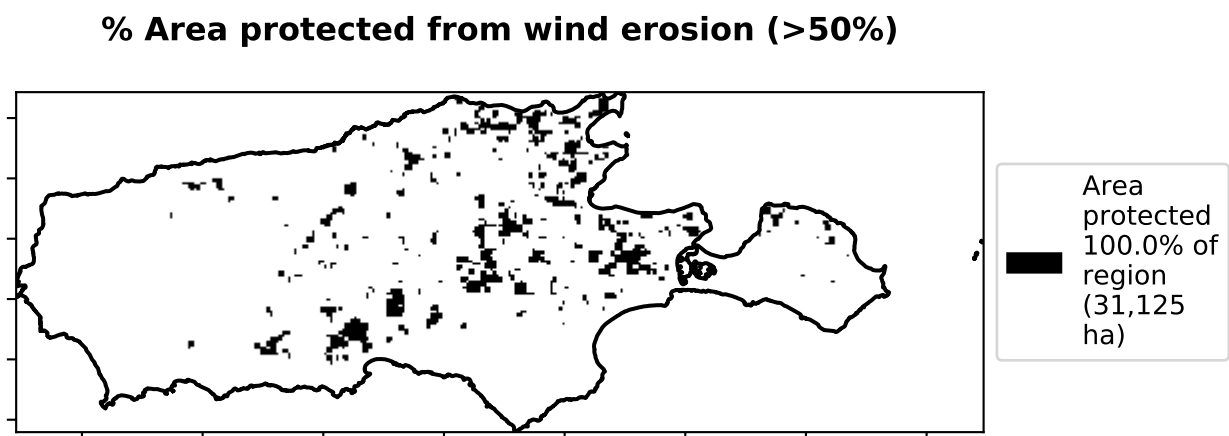 % Area protected from wind erosion (>50%)
Area
protected
100.0% of
region
(31,125
ha)